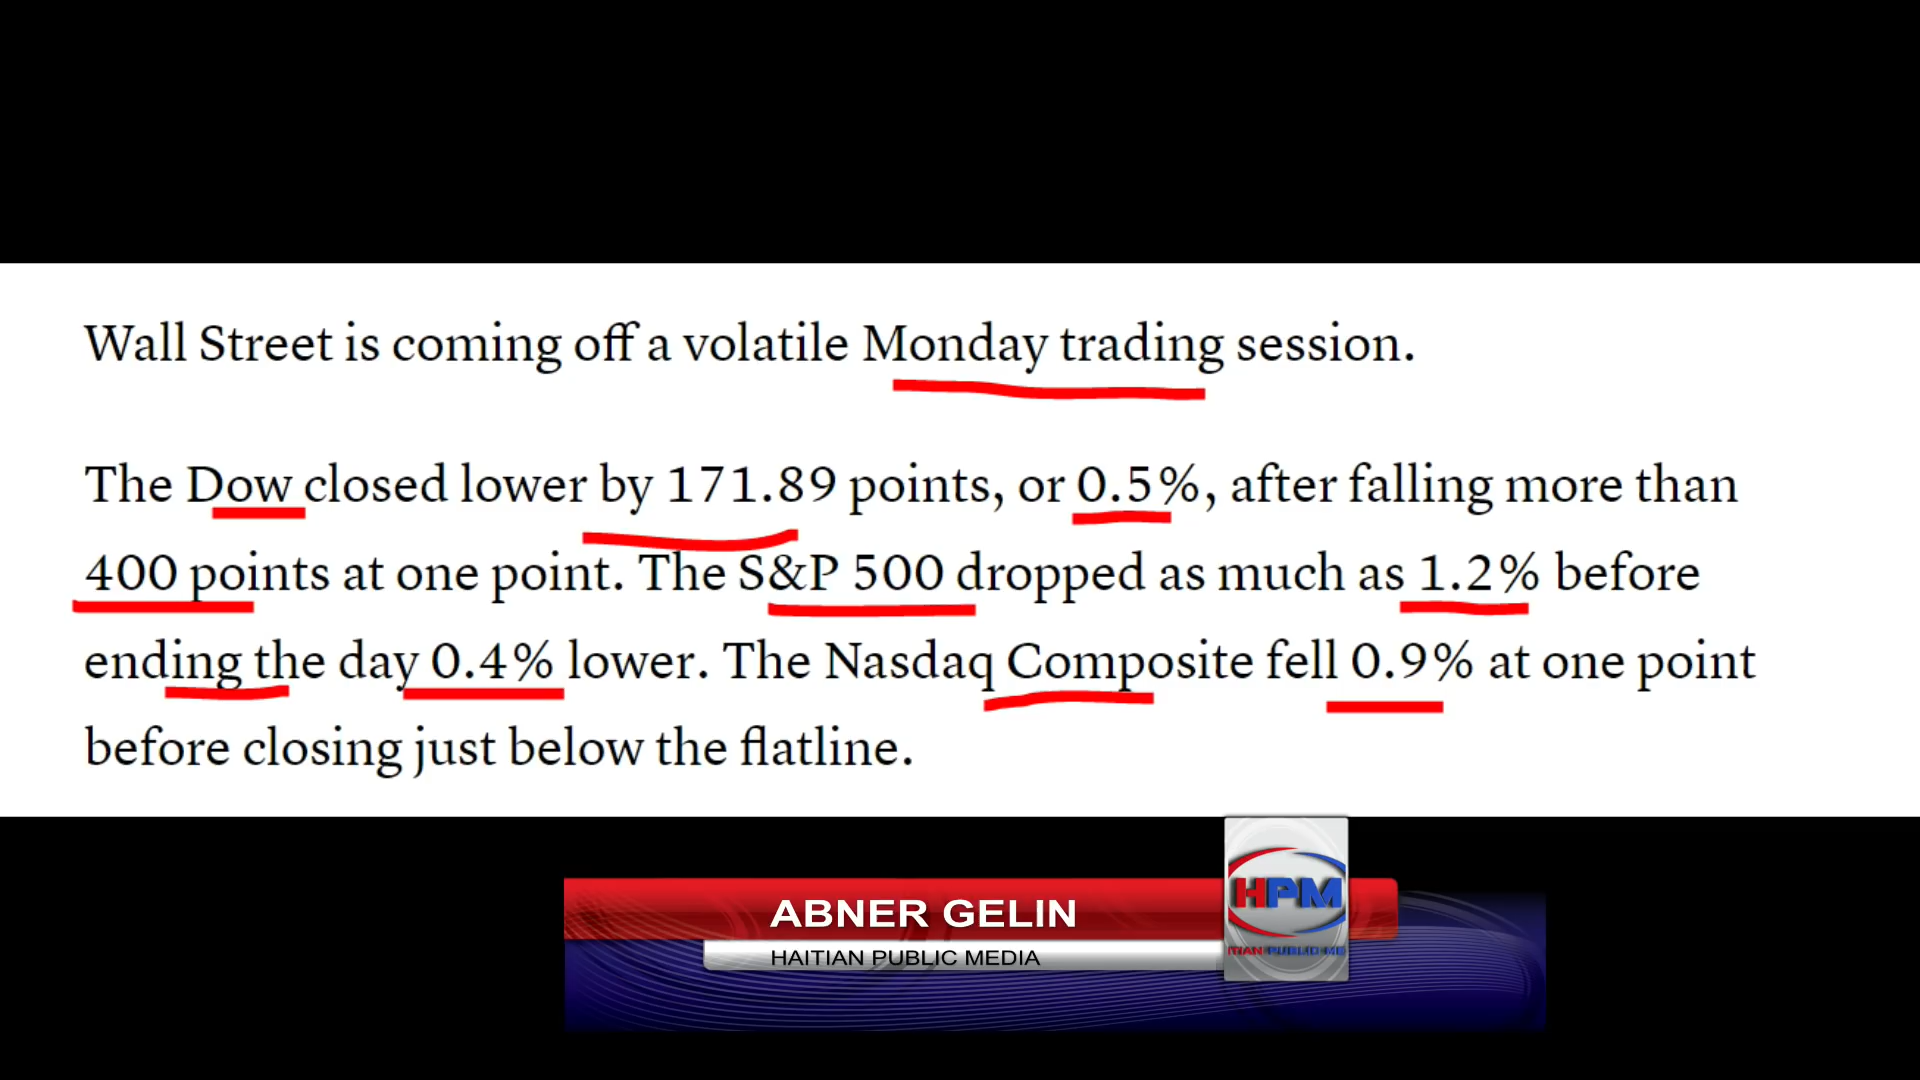 Wall Street is coming off a volatile Monday trading session.
The Dow closed lower by 171.89 points, or 0.5%, after falling more than
400 points at one point. The S&P 500 dropped as much as 1.2% before
ending the day 0.4% lower. The Nasdaq Composite fell 0.9% at one point
before closing just below the flatline.
ABNER GELIN
HAITIAN PUBLIC MEDIA
HPM
ITIAN PUBLIC ME